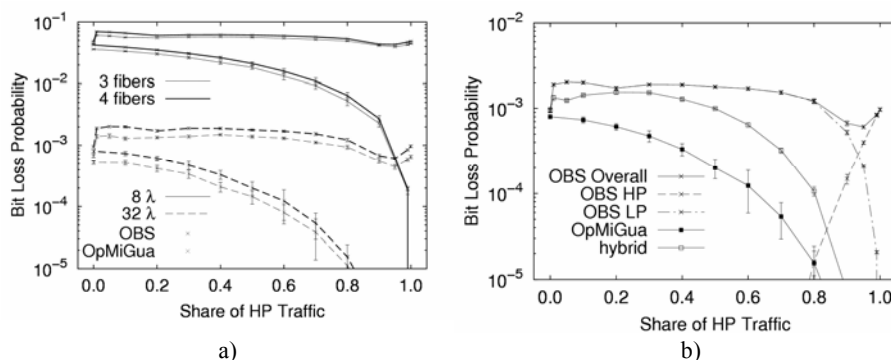 Bit Loss Probability
10⁻¹
10⁻²
10⁻³
10⁻⁴
10⁻⁵
3 fibers
4 fibers
8 λ
32 λ
OBS
OpMiGua
0.0 0.2 0.4 0.6 0.8 1.0
Share of HP Traffic
a)
Bit Loss Probability
10⁻²
10⁻³
10⁻⁴
10⁻⁵
OBS Overall
OBS HP
OBS LP
OpMiGua
hybrid
0.0 0.2 0.4 0.6 0.8 1.0
Share of HP Traffic
b)